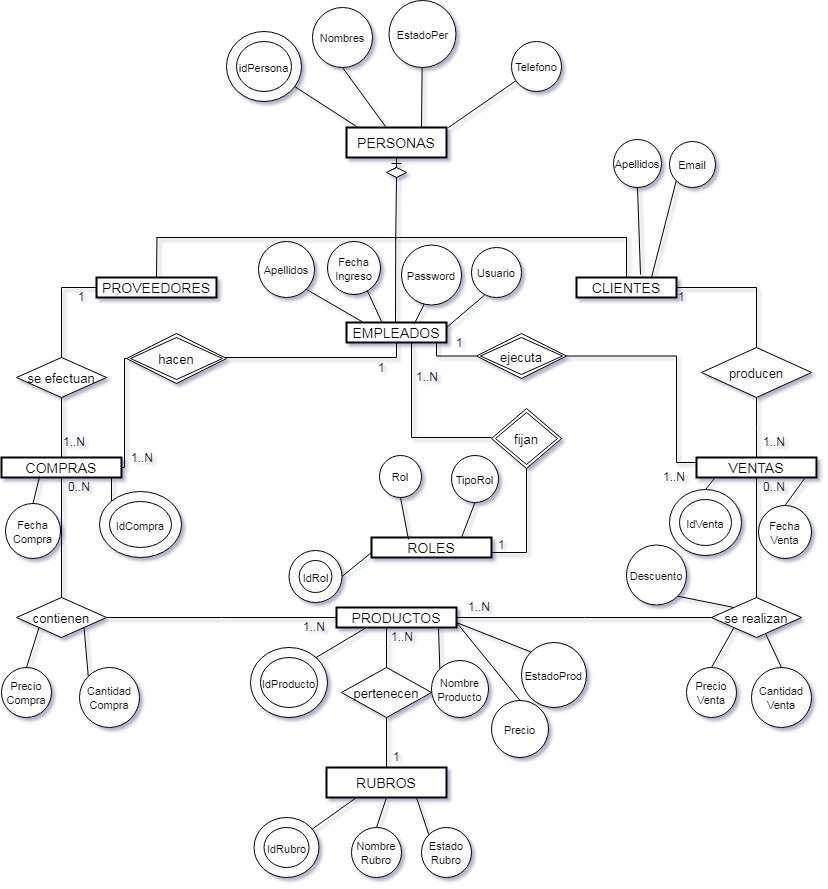 EstadoPer
Nombres
idPersona
Telefono
PERSONAS
Apellidos
Email
Apellidos
Fecha
Ingreso
Password
Usuario
PROVEEDORES
CLIENTES
1
1
EMPLEADOS
1
hacen
ejecuta
1
se efectuan
1..N
producen
1..N
fijan
1..N
1..N
COMPRAS
1..N
VENTAS
1..N
0..N
0..N
Rol
TipoRol
Fecha
Compra
IdCompra
IdVenta
Fecha
Venta
ROLES
1
IdRol
Descuento
contienen
1..N
PRODUCTOS
1..N
se realizan
1..N
IdProducto
pertenecen
Nombre
Producto
EstadoProd
Precio
Compra
Cantidad
Compra
Precio
Venta
Cantidad
Venta
Precio
1
RUBROS
IdRubro
Nombre
Rubro
Estado
Rubro